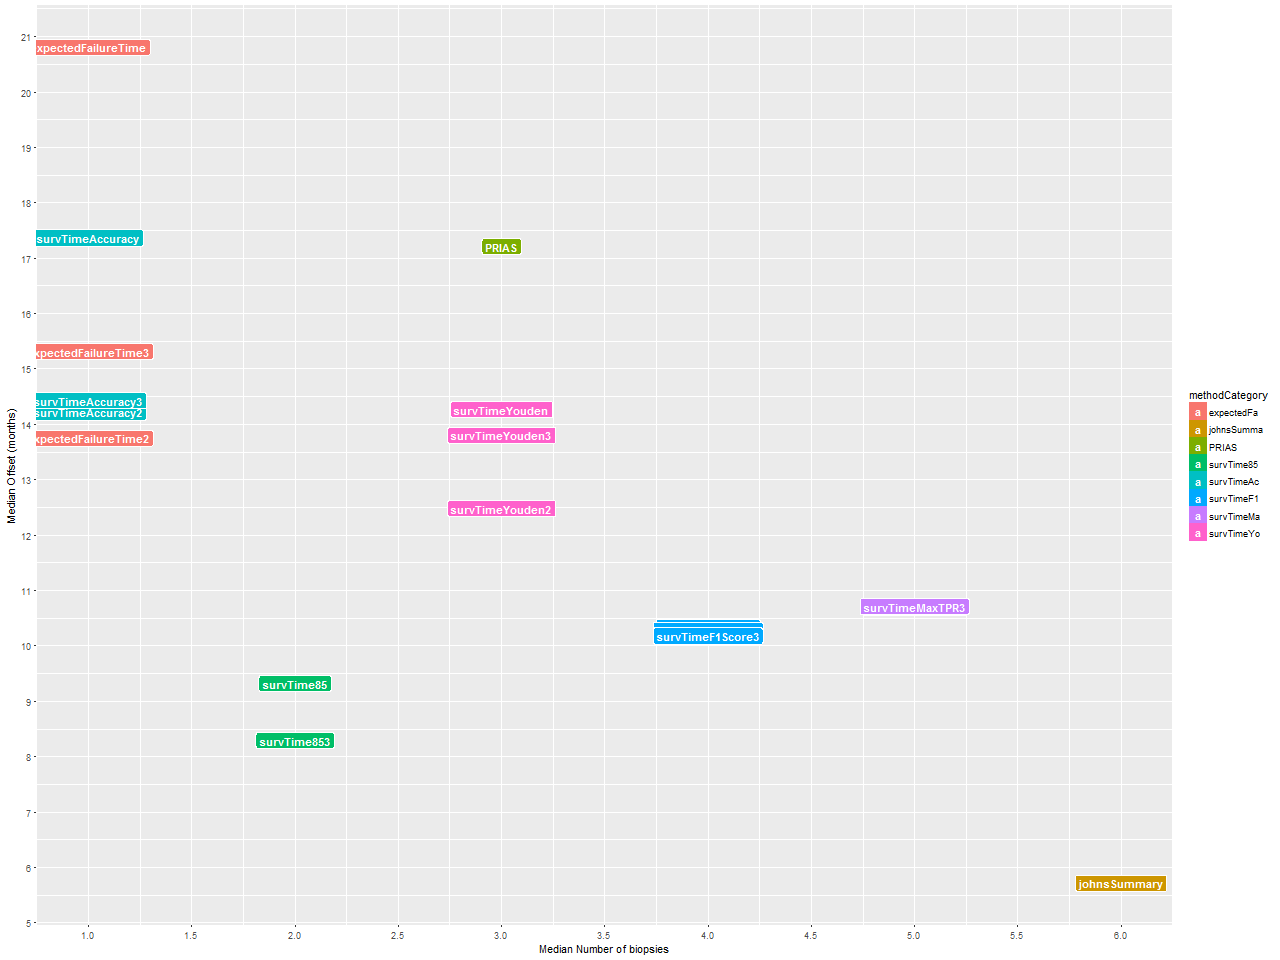 21
20
19
18
17
16
15
14
13
12
11
10
9
8
7
6
5
Median Offset (months)
xpectedFailureTime
survTimeAccuracy
PRIAS
xpectedFailureTime3
survTimeAccuracy3
survTimeAccuracy2
survTimeYouden
xpectedFailureTime2
survTimeYouden3
survTimeYouden2
survTimeMaxTPR3
survTimeF1Score3
survTime85
survTime853
johnsSummary
1.0 1.5 2.0 2.5 3.0 3.5 4.0 4.5 5.0 5.5 6.0
Median Number of biopsies
methodCategory
a expectedFa
a johnsSumma
a PRIAS
a survTime85
a survTimeAc
a survTimeF1
a survTimeMa
a survTimeYo